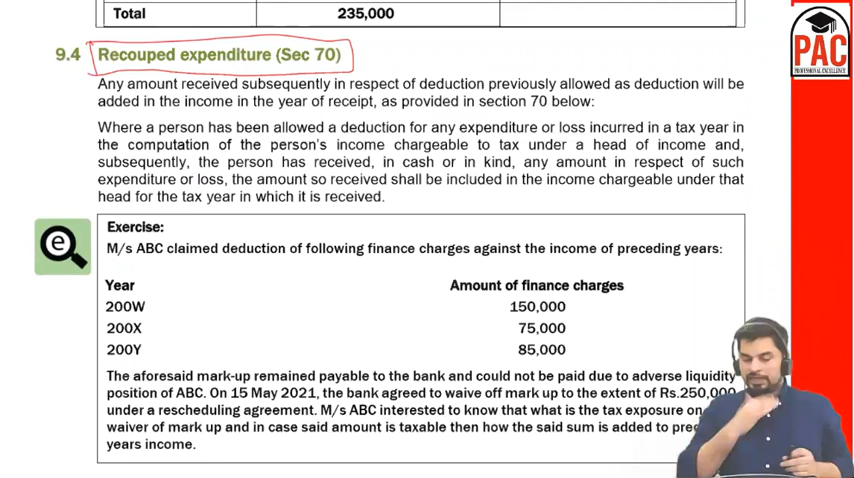 Total 235,000
PAC
PROFESSIONAL EXCELLENCE
9.4 Recouped expenditure (Sec 70)
Any amount received subsequently in respect of deduction previously allowed as deduction will be
added in the income in the year of receipt, as provided in section 70 below:
Where a person has been allowed a deduction for any expenditure or loss incurred in a tax year in
the computation of the person's income chargeable to tax under a head of income and,
subsequently, the person has received, in cash or in kind, any amount in respect of such
expenditure or loss, the amount so received shall be included in the income chargeable under that
head for the tax year in which it is received.
e
Exercise:
M/s ABC claimed deduction of following finance charges against the income of preceding years:
Year Amount of finance charges
200W 150,000
200X 75,000
200Y 85,000
The aforesaid mark-up remained payable to the bank and could not be paid due to adverse liquidity
position of ABC. On 15 May 2021, the bank agreed to waive off mark up to the extent of Rs.250,000
under a rescheduling agreement. M/s ABC interested to know that what is the tax exposure on
waiver of mark up and in case said amount is taxable then how the said sum is added to
years income.